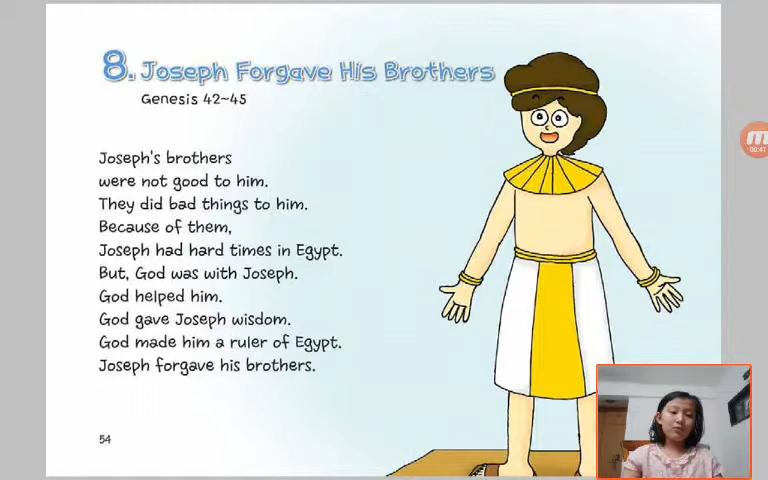 8. Joseph Forgave His Brothers
Genesis 42~45
Joseph's brothers
were not good to him.
They did bad things to him.
Because of them,
Joseph had hard times in Egypt.
But, God was with Joseph.
God helped him.
God gave Joseph wisdom.
God made him a ruler of Egypt.
Joseph forgave his brothers.
54
00:41